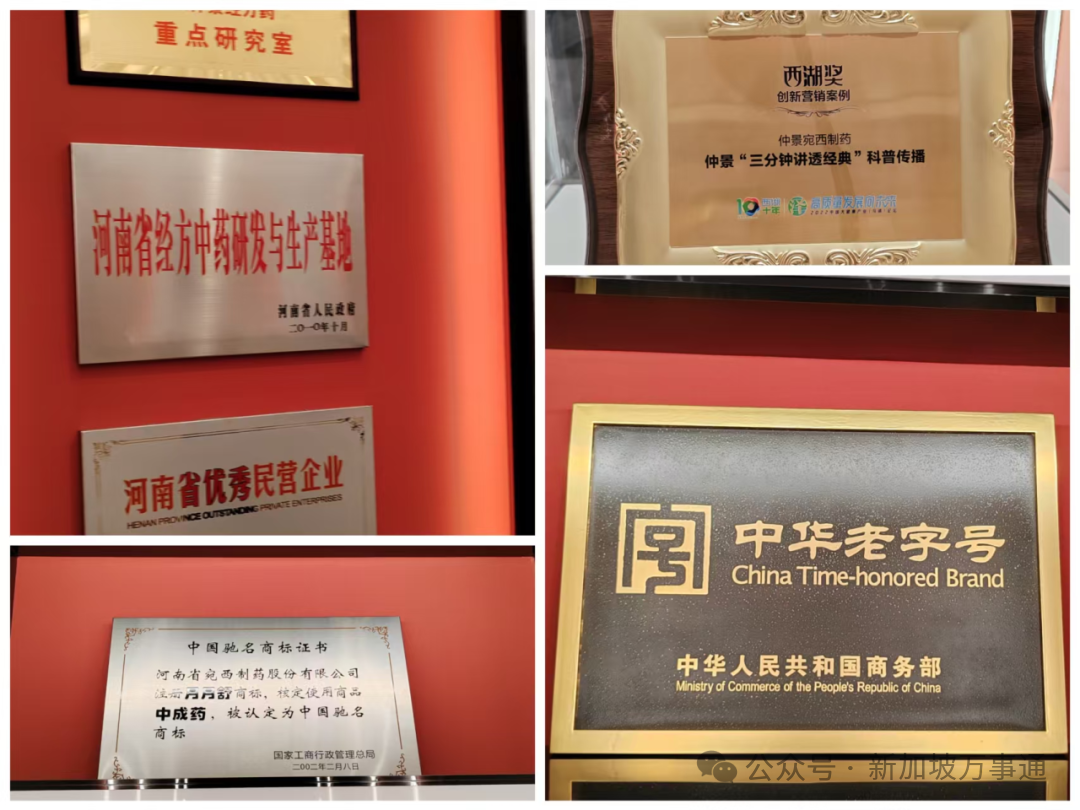 重点研究室
河南省经方中药研发与生产基地
河南省人民政府
二〇一〇年十月
河南省优秀民营企业
HENAN PROVINCE OUTSTANDING PRIVATE ENTERPRISES
西湖奖
创新营销案例
仲景宛西制药
仲景“三分钟讲透经典”科普传播
10 十年
中国驰名商标证书
河南省宛西制药股份有限公司
注册月月舒商标，核定使用商品
中成药，被认定为中国驰名
商标
国家工商行政管理总局
二〇〇二年二月八日
中华老字号
China Time-honored Brand
中华人民共和国商务部
Ministry of Commerce of the People's Republic of China
公众号·新加坡万事通